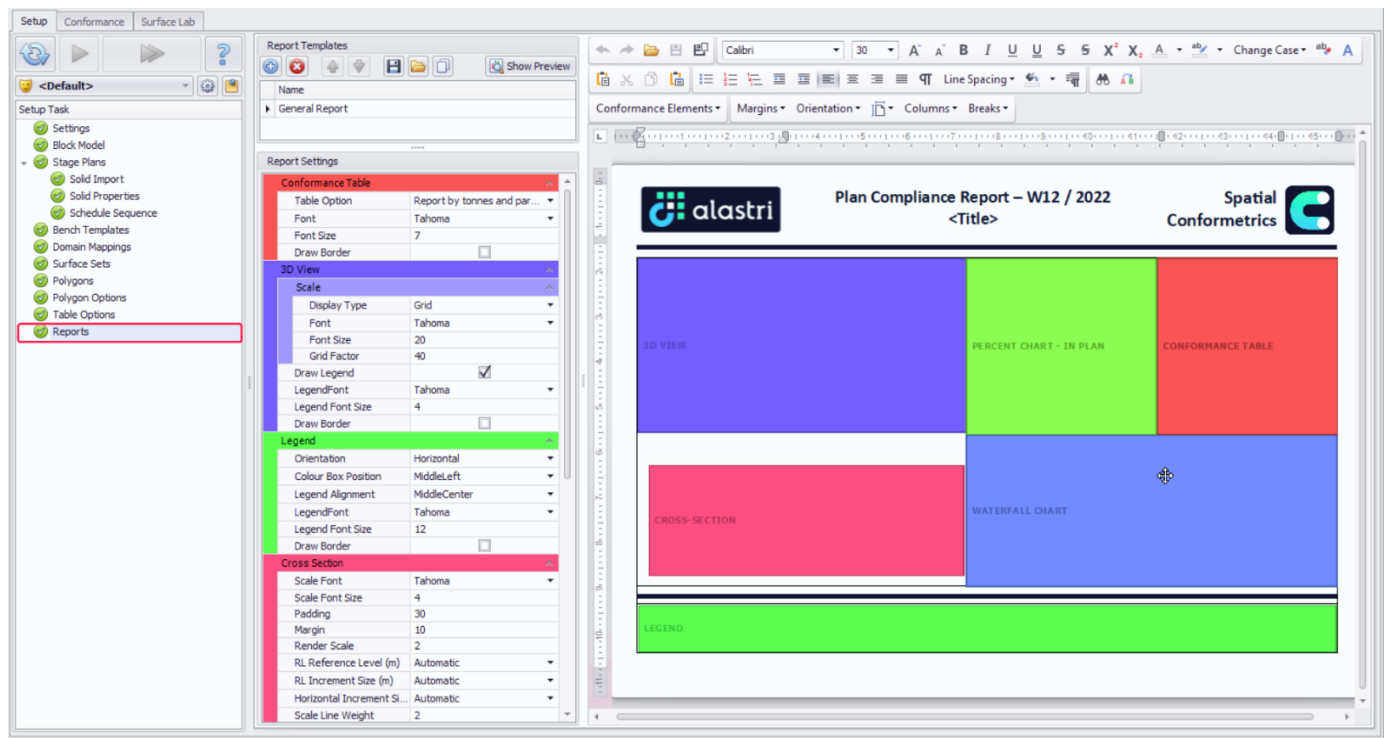 Setup Conformance Surface Lab
<Default>
Setup Task
Settings
Block Model
Stage Plans
Solid Import
Solid Properties
Schedule Sequence
Bench Templates
Domain Mappings
Surface Sets
Polygons
Polygon Options
Table Options
Reports
Report Templates
Show Preview
Name
General Report
Report Settings
Conformance Table
Table Option Report by tonnes and par...
Font Tahoma
Font Size 7
Draw Border
3D View
Scale
Display Type Grid
Font Tahoma
Font Size 20
Grid Factor 40
Draw Legend
LegendFont Tahoma
Legend Font Size 4
Draw Border
Legend
Orientation Horizontal
Colour Box Position MiddleLeft
Legend Alignment MiddleCenter
LegendFont Tahoma
Legend Font Size 12
Draw Border
Cross Section
Scale Font Tahoma
Scale Font Size 4
Padding 30
Margin 10
Render Scale 2
RL Reference Level (m) Automatic
RL Increment Size (m) Automatic
Horizontal Increment Si... Automatic
Scale Line Weight 2
Calibri 30 A A B I U U S S X² X₂ A ab Change Case ab A
Line Spacing
Conformance Elements Margins Orientation Columns Breaks
alastri
Plan Compliance Report – W12 / 2022
<Title>
Spatial
Conformetrics
3D VIEW
PERCENT CHART - IN PLAN
CONFORMANCE TABLE
CROSS-SECTION
WATERFALL CHART
LEGEND